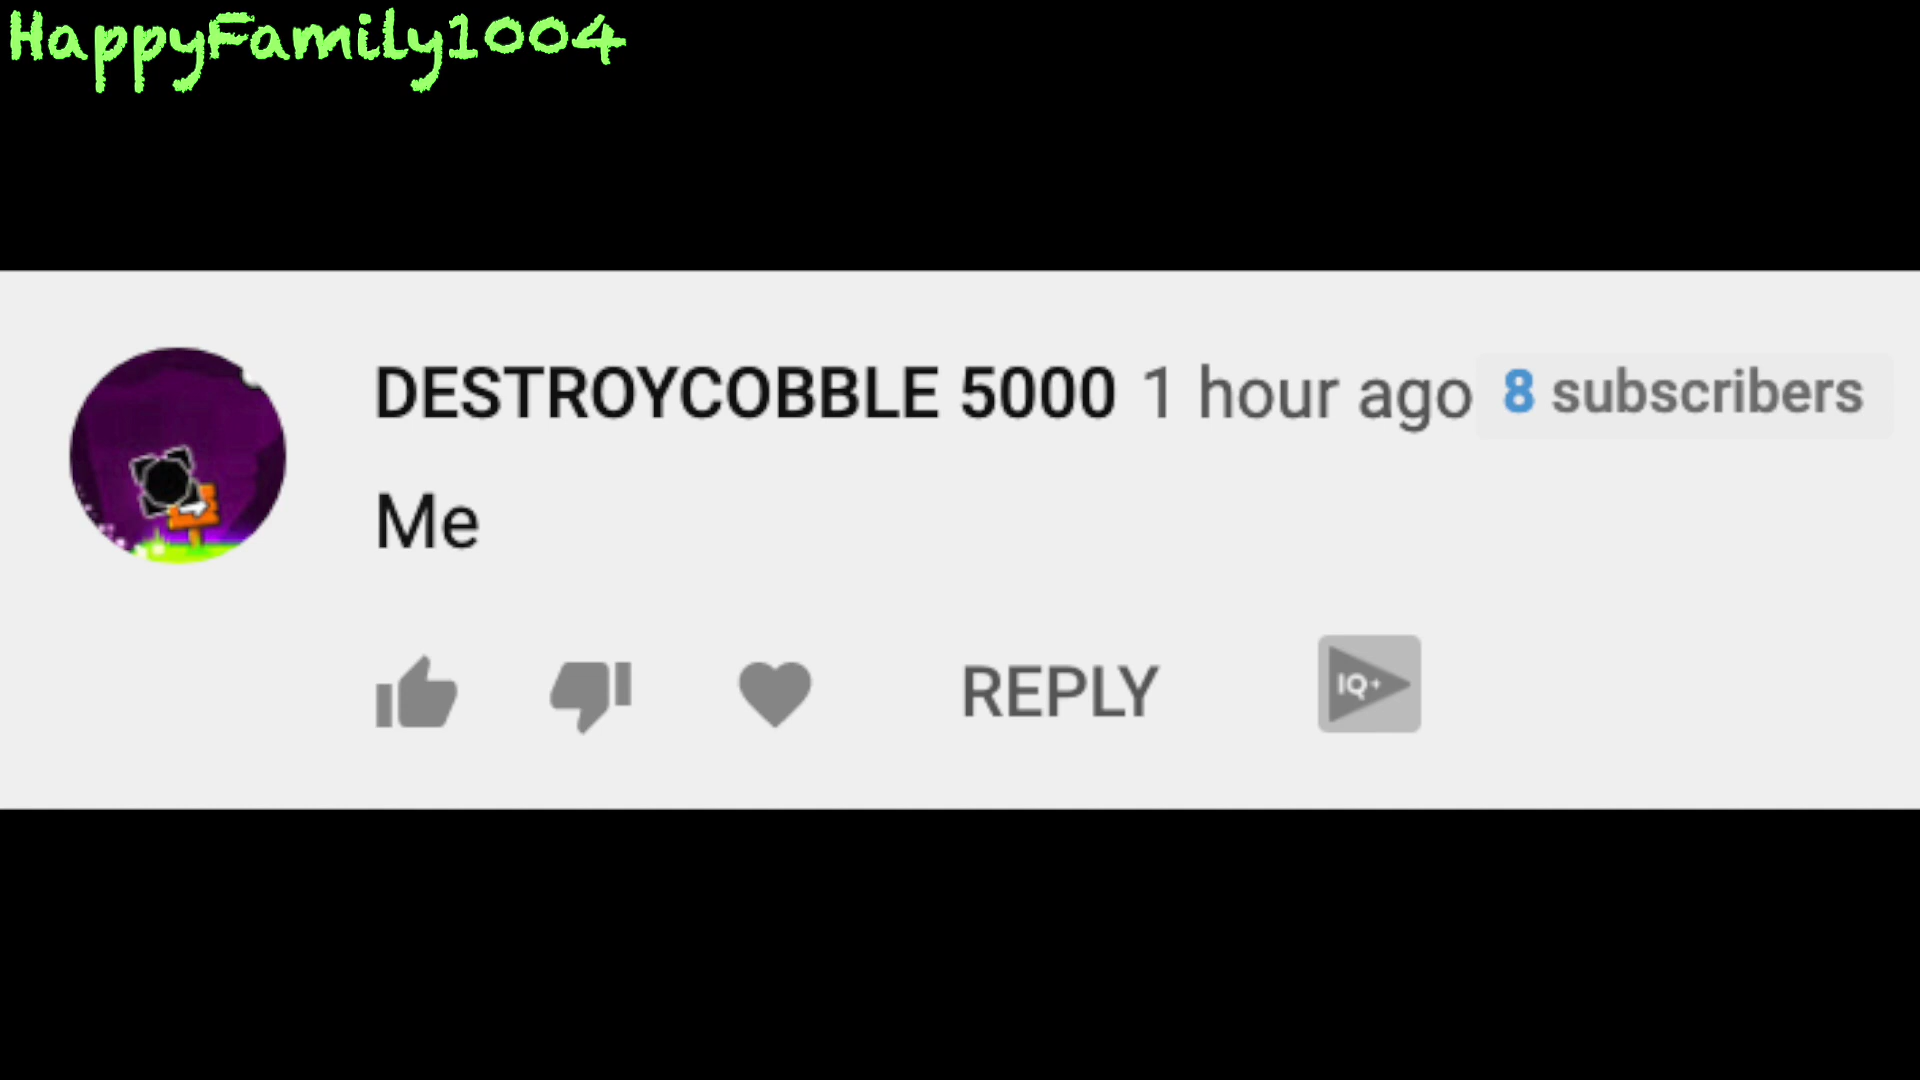 HappyFamily1004
DESTROYCOBBLE 5000 1 hour ago 8 subscribers
Me
REPLY IQ+